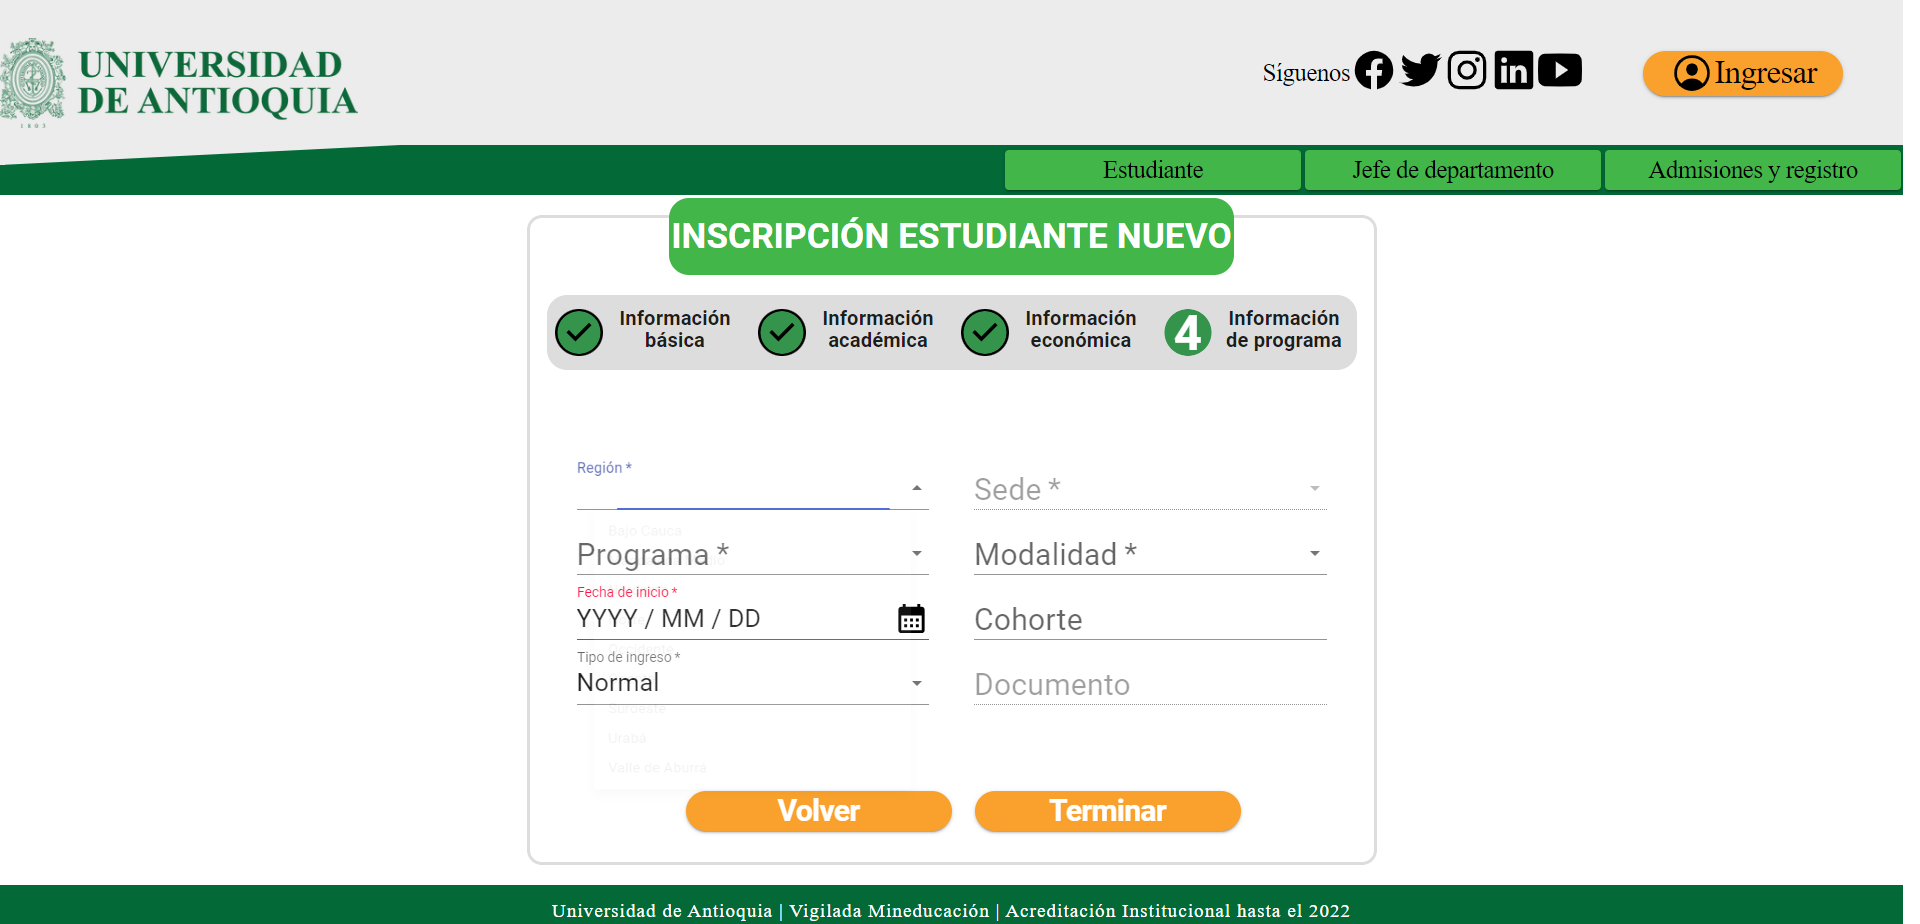 UNIVERSIDAD
DE ANTIOQUIA
1803
Síguenos
Ingresar
Estudiante
Jefe de departamento
Admisiones y registro
INSCRIPCIÓN ESTUDIANTE NUEVO
Información
básica
Información
académica
Información
económica
4
Información
de programa
Región *
Sede *
Bajo Cauca
Programa *
Modalidad *
Fecha de inicio *
YYYY / MM / DD
Cohorte
Tipo de ingreso *
Normal
Documento
Suroeste
Urabá
Valle de Aburrá
Volver
Terminar
Universidad de Antioquia | Vigilada Mineducación | Acreditación Institucional hasta el 2022